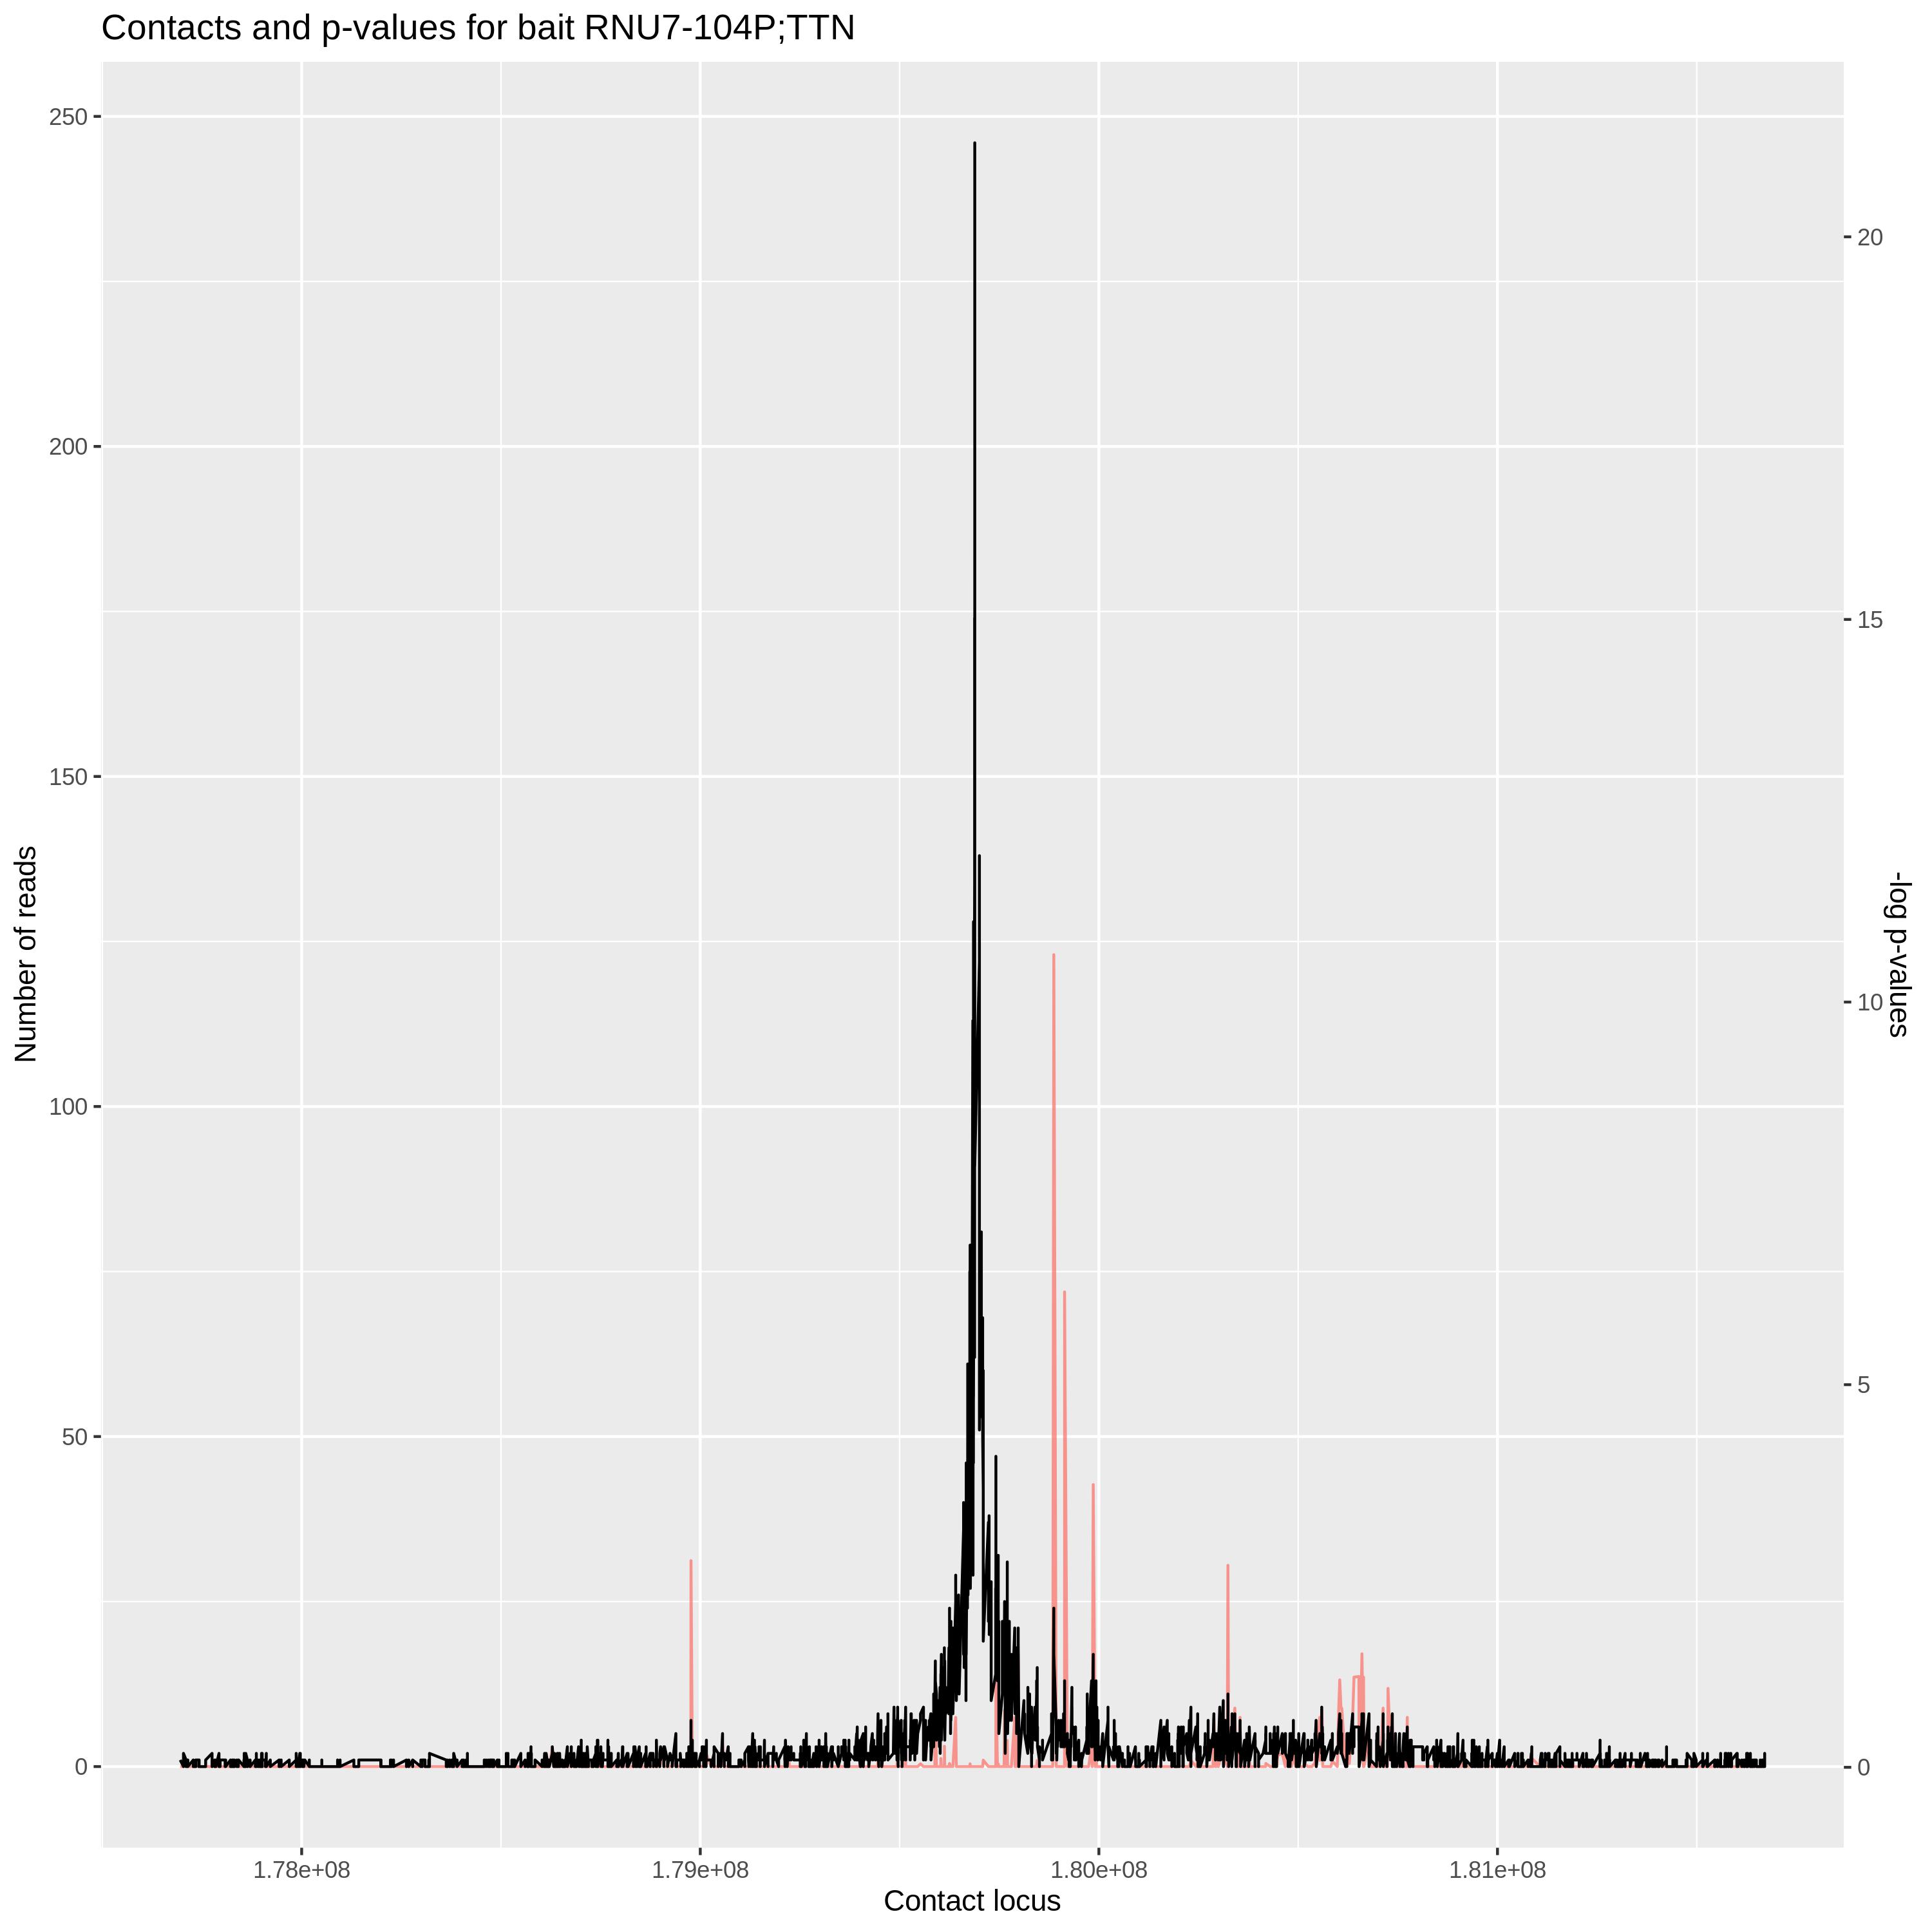 Contacts and p-values for bait RNU7-104P;TTN
250
200
150
100
50
0
Number of reads
20
15
10
5
0
-log p-values
1.78e+08
1.79e+08
1.80e+08
1.81e+08
Contact locus